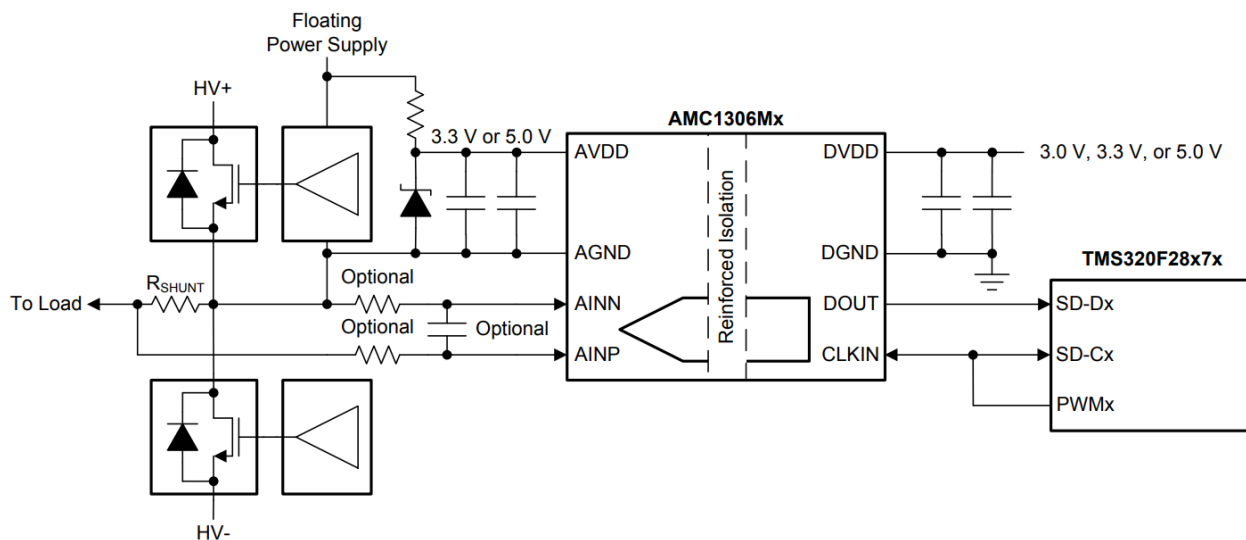 Floating
Power Supply
HV+
AMC1306Mx
3.3 V or 5.0 V
AVDD
DVDD
3.0 V, 3.3 V, or 5.0 V
Reinforced Isolation
AGND
DGND
TMS320F28x7x
Optional
RSHUNT
To Load
AINN
DOUT
SD-Dx
Optional
Optional
AINP
CLKIN
SD-Cx
PWMx
HV-